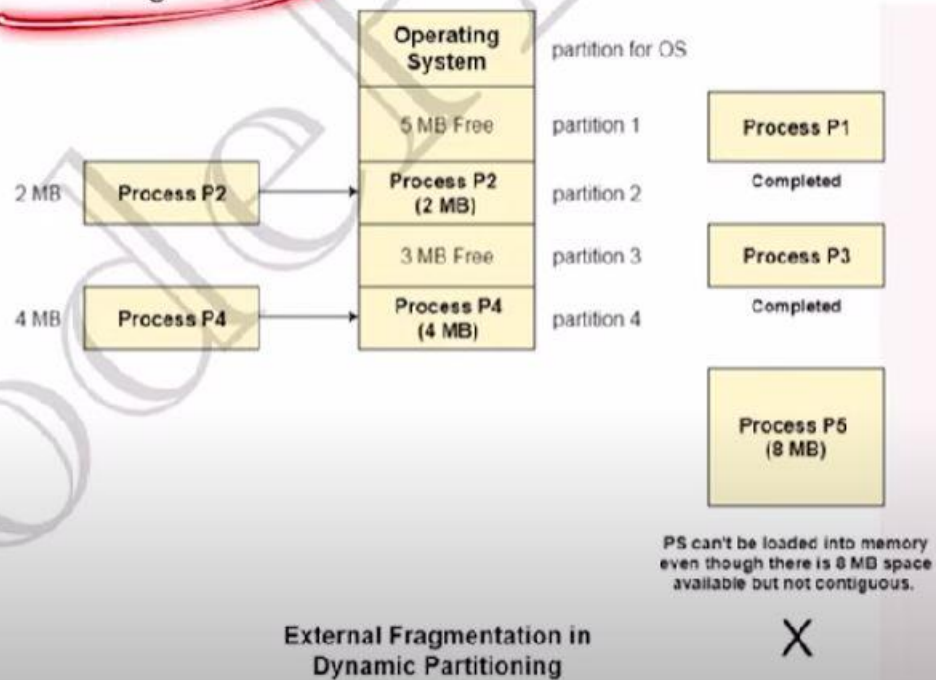 Operating
System
partition for OS
5 MB Free
partition 1
Process P1
Completed
2 MB
Process P2
Process P2
(2 MB)
partition 2
3 MB Free
partition 3
Process P3
Completed
4 MB
Process P4
Process P4
(4 MB)
partition 4
Process P5
(8 MB)
PS can't be loaded into memory
even though there is 8 MB space
available but not contiguous.
X
External Fragmentation in
Dynamic Partitioning